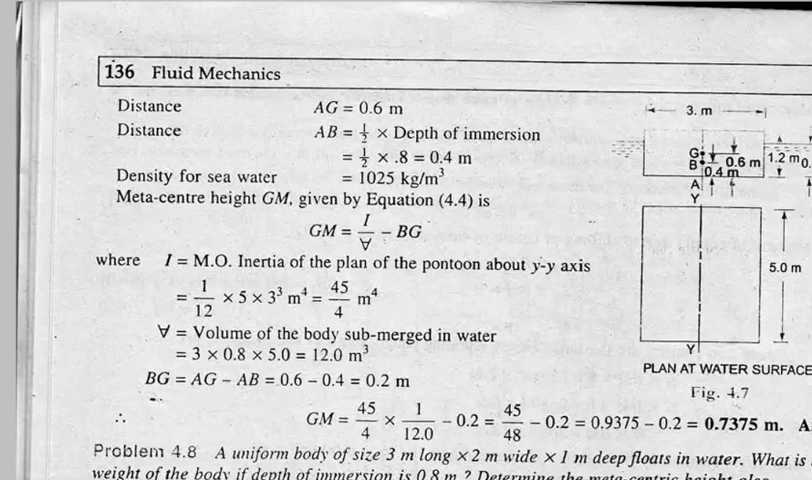 136 Fluid Mechanics
Distance AG = 0.6 m
Distance AB = 1/2 × Depth of immersion
= 1/2 × .8 = 0.4 m
Density for sea water = 1025 kg/m³
Meta-centre height GM, given by Equation (4.4) is
GM = I/∀ − BG
where I = M.O. Inertia of the plan of the pontoon about y-y axis
= 1/12 × 5 × 3³ m⁴ = 45/4 m⁴
∀ = Volume of the body sub-merged in water
= 3 × 0.8 × 5.0 = 12.0 m³
BG = AG − AB = 0.6 − 0.4 = 0.2 m
∴ GM = 45/4 × 1/12.0 − 0.2 = 45/48 − 0.2 = 0.9375 − 0.2 = 0.7375 m. A
3. m
G
B
0.6 m
1.2 m
0.
0.4 m
A
Y
5.0 m
Y
PLAN AT WATER SURFACE
Fig. 4.7
Problem 4.8 A uniform body of size 3 m long × 2 m wide × 1 m deep floats in water. What is
weight of the body if depth of immersion is 0.8 m ? Determine the meta-centric height also